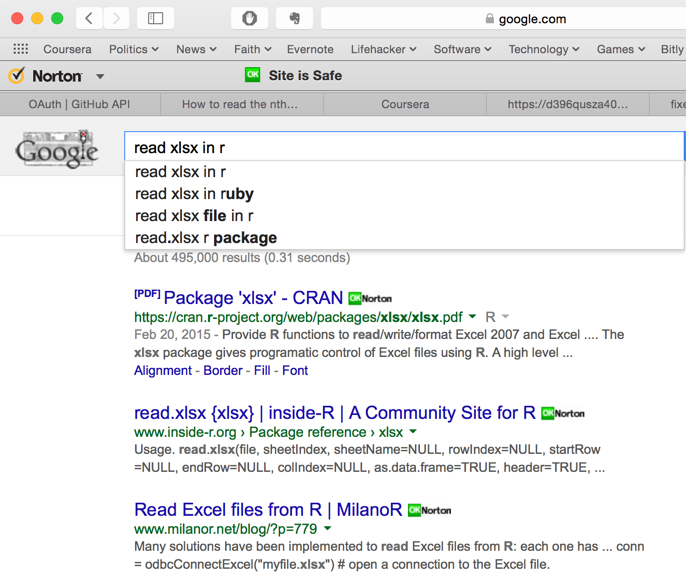 google.com
Coursera Politics News Faith Evernote Lifehacker Software Technology Games Bitly
Norton OK Site is Safe
OAuth | GitHub API How to read the nth… Coursera https://d396qusza40… fixe
Google
read xlsx in r
read xlsx in r
read xlsx in ruby
read xlsx file in r
read.xlsx r package
About 495,000 results (0.31 seconds)
[PDF] Package 'xlsx' - CRAN OK Norton
https://cran.r-project.org/web/packages/xlsx/xlsx.pdf R
Feb 20, 2015 - Provide R functions to read/write/format Excel 2007 and Excel .... The
xlsx package gives programatic control of Excel files using R. A high level ...
Alignment - Border - Fill - Font
read.xlsx {xlsx} | inside-R | A Community Site for R OK Norton
www.inside-r.org › Package reference › xlsx
Usage. read.xlsx(file, sheetIndex, sheetName=NULL, rowIndex=NULL, startRow
=NULL, endRow=NULL, colIndex=NULL, as.data.frame=TRUE, header=TRUE, ...
Read Excel files from R | MilanoR OK Norton
www.milanor.net/blog/?p=779
Many solutions have been implemented to read Excel files from R: each one has ... conn
= odbcConnectExcel("myfile.xlsx") # open a connection to the Excel file.